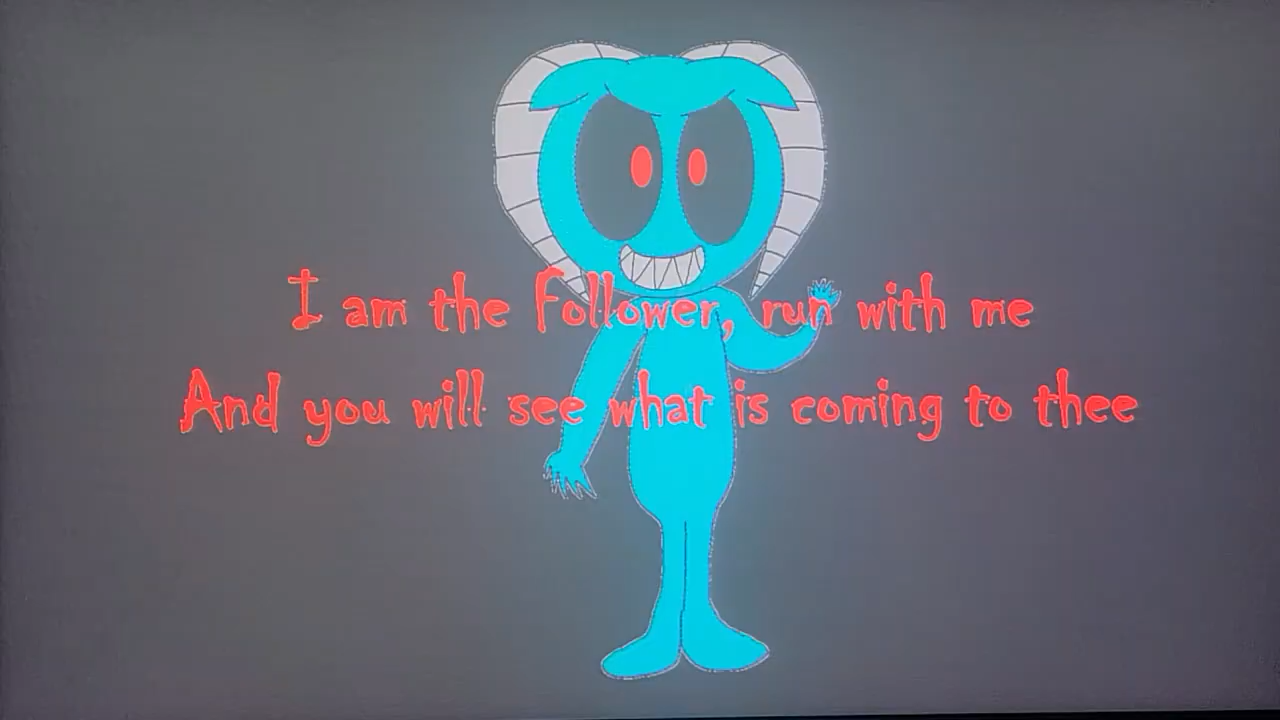 I am the Follower, run with me
And you will see what is coming to thee